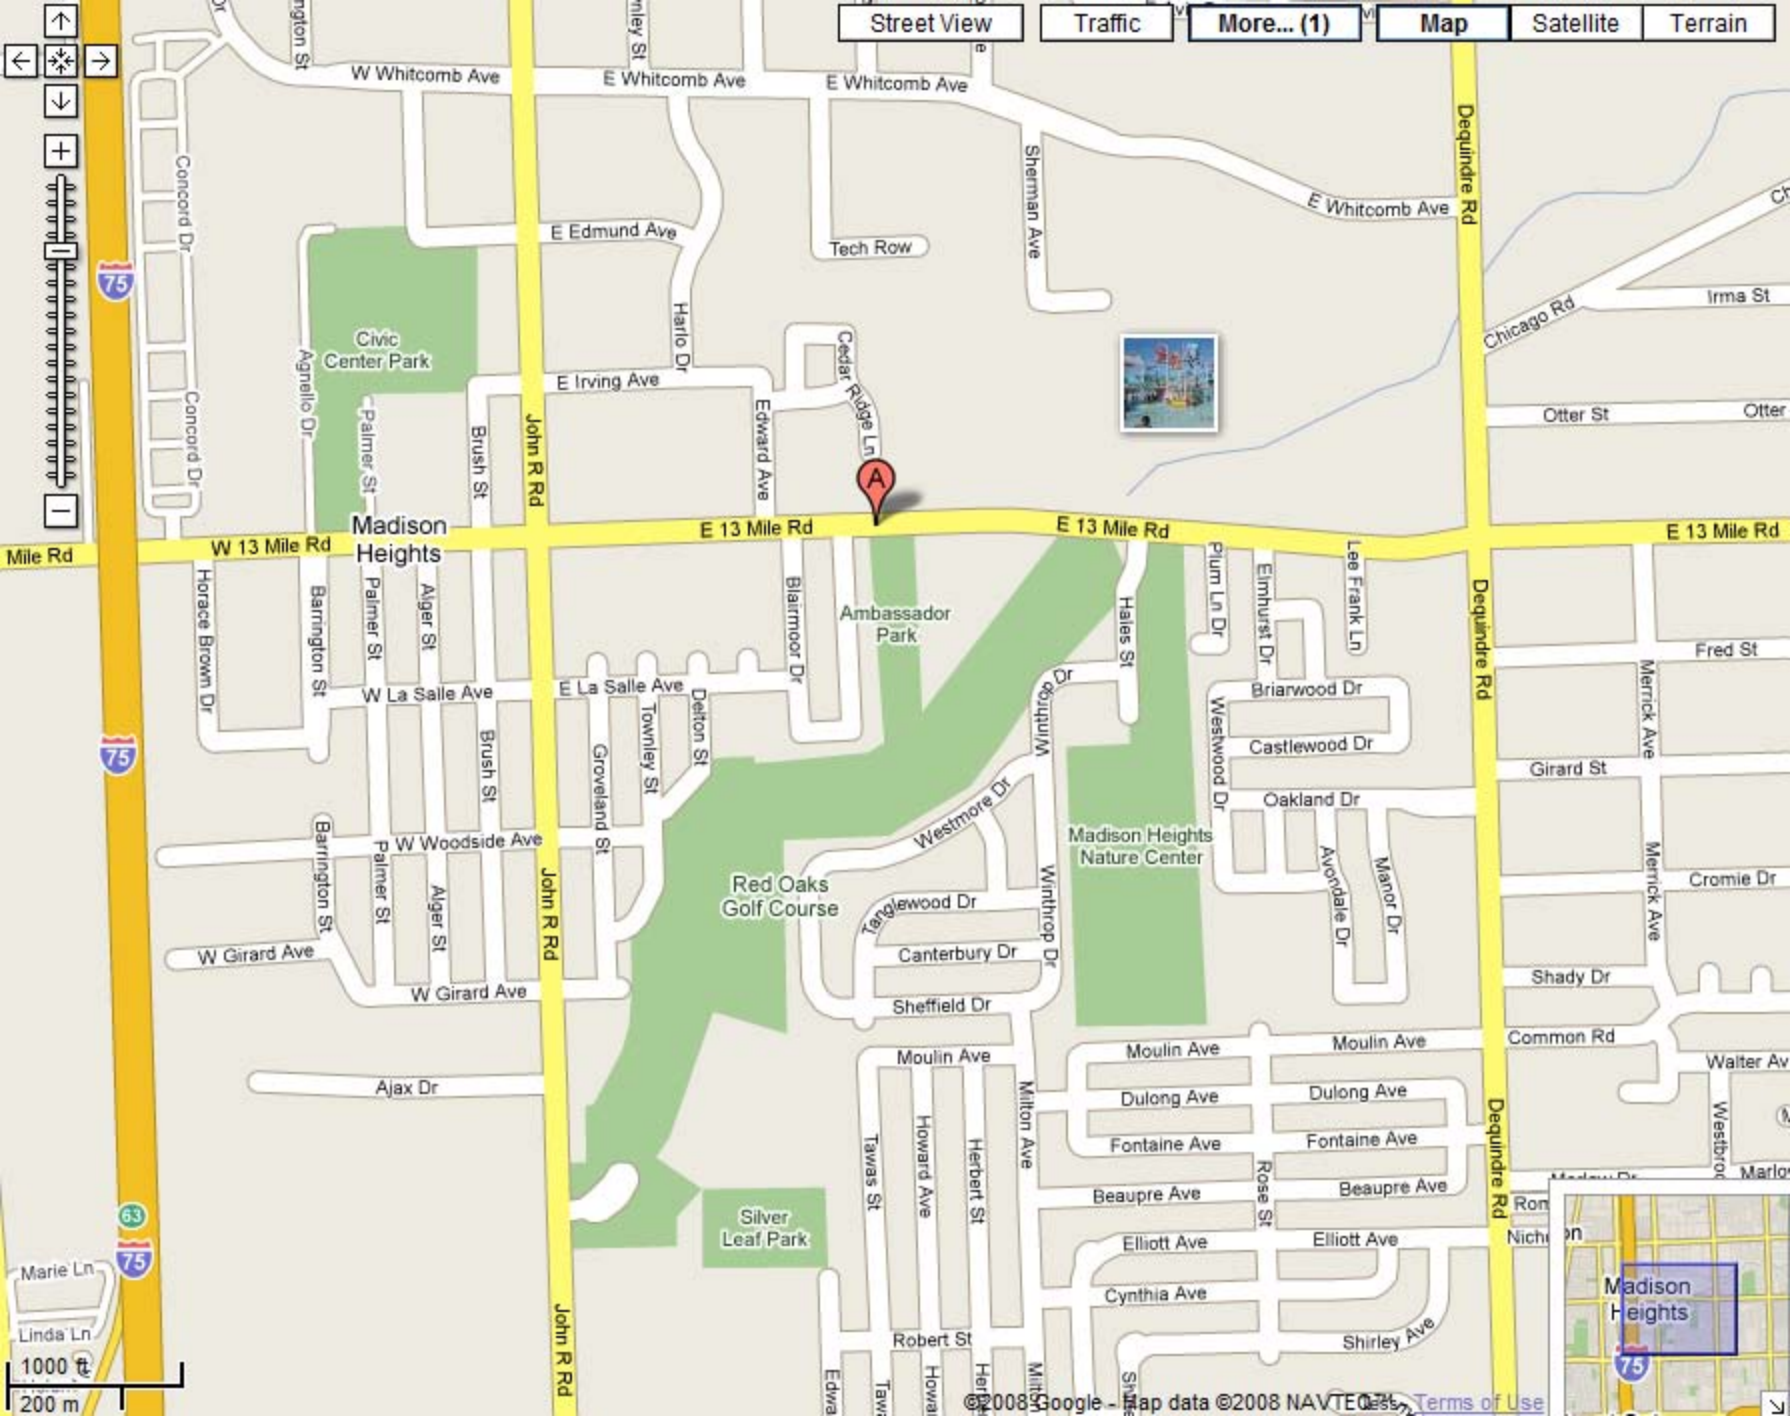 Street View
Traffic
More... (1)
Map
Satellite
Terrain
W Whitcomb Ave
E Whitcomb Ave
E Whitcomb Ave
E Whitcomb Ave
Concord Dr
Concord Dr
75
E Edmund Ave
Tech Row
Sherman Ave
Dequindre Rd
Chicago Rd
Irma St
Civic
Center Park
Agnello Dr
Palmer St
Harlo Dr
E Irving Ave
Cedar Ridge Ln
Otter St
Otter
Brush St
John R Rd
Edward Ave
A
Mile Rd
W 13 Mile Rd
Madison
Heights
E 13 Mile Rd
E 13 Mile Rd
E 13 Mile Rd
Horace Brown Dr
Barrington St
Palmer St
Alger St
Blairmoor Dr
Ambassador
Park
Hales St
Plum Ln Dr
Elmhurst Dr
Lee Frank Ln
Dequindre Rd
Fred St
Merrick Ave
W La Salle Ave
E La Salle Ave
Delton St
Townley St
Groveland St
Brush St
75
Winthrop Dr
Westwood Dr
Briarwood Dr
Castlewood Dr
Girard St
Oakland Dr
Westmore Dr
Madison Heights
Nature Center
Barrington St
W Woodside Ave
Palmer St
Alger St
John R Rd
Red Oaks
Golf Course
Tanglewood Dr
Winthrop Dr
Avondale Dr
Manor Dr
Merrick Ave
Cromie Dr
W Girard Ave
W Girard Ave
Canterbury Dr
Sheffield Dr
Shady Dr
Common Rd
Ajax Dr
Moulin Ave
Moulin Ave
Moulin Ave
Walter Av
Milton Ave
Dulong Ave
Dulong Ave
Fontaine Ave
Fontaine Ave
Tawas St
Howard Ave
Herbert St
Rose St
Dequindre Rd
Beaupre Ave
Beaupre Ave
63
75
Silver
Leaf Park
Elliott Ave
Elliott Ave
Marie Ln
Linda Ln
Cynthia Ave
Shirley Ave
John R Rd
Robert St
Madison
Heights
75
1000 ft
200 m
©2008 Google - Map data ©2008 NAVTEQ™ - Terms of Use